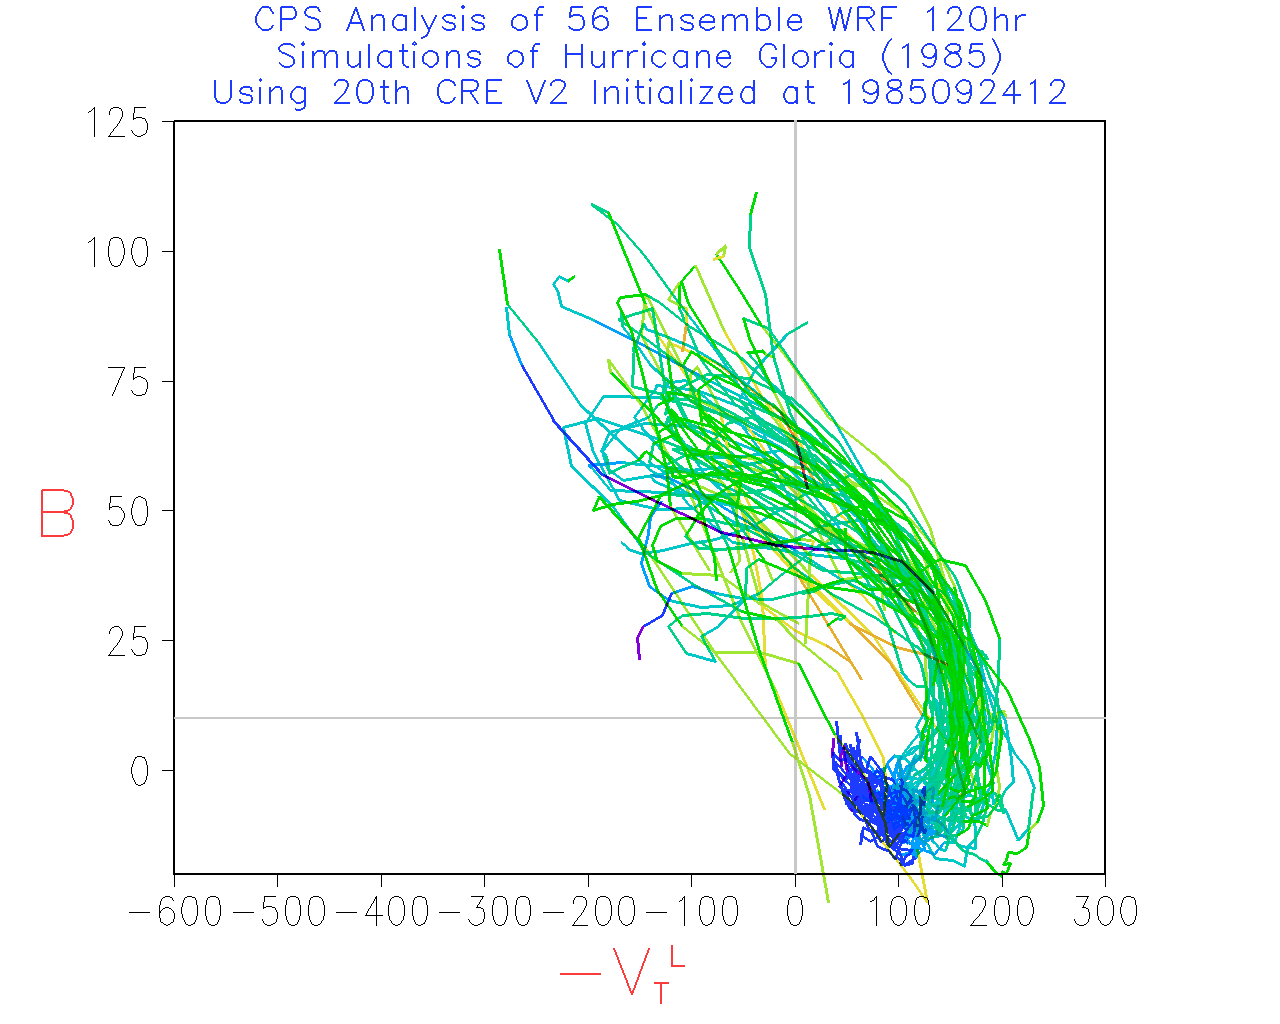 CPS Analysis of 56 Ensemble WRF 120hr
Simulations of Hurricane Gloria (1985)
Using 20th CRE V2 Initialized at 1985092412
125
100
75
50
25
0
B
−600 −500 −400 −300 −200 −100 0 100 200 300
−V_T^L